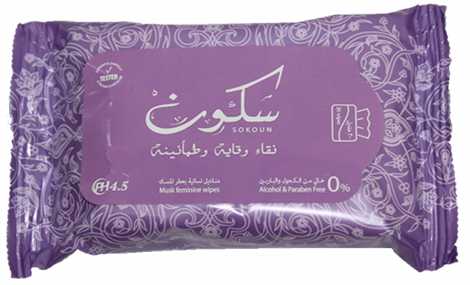 TESTED
سكون
SOKOUN
نقاء وقاية وطمأنينة
PH4.5
مناديل نسائية بعطر المسك
Musk feminine wipes
خالي من الكحول والبارابين
Alcohol & Paraben Free
0%